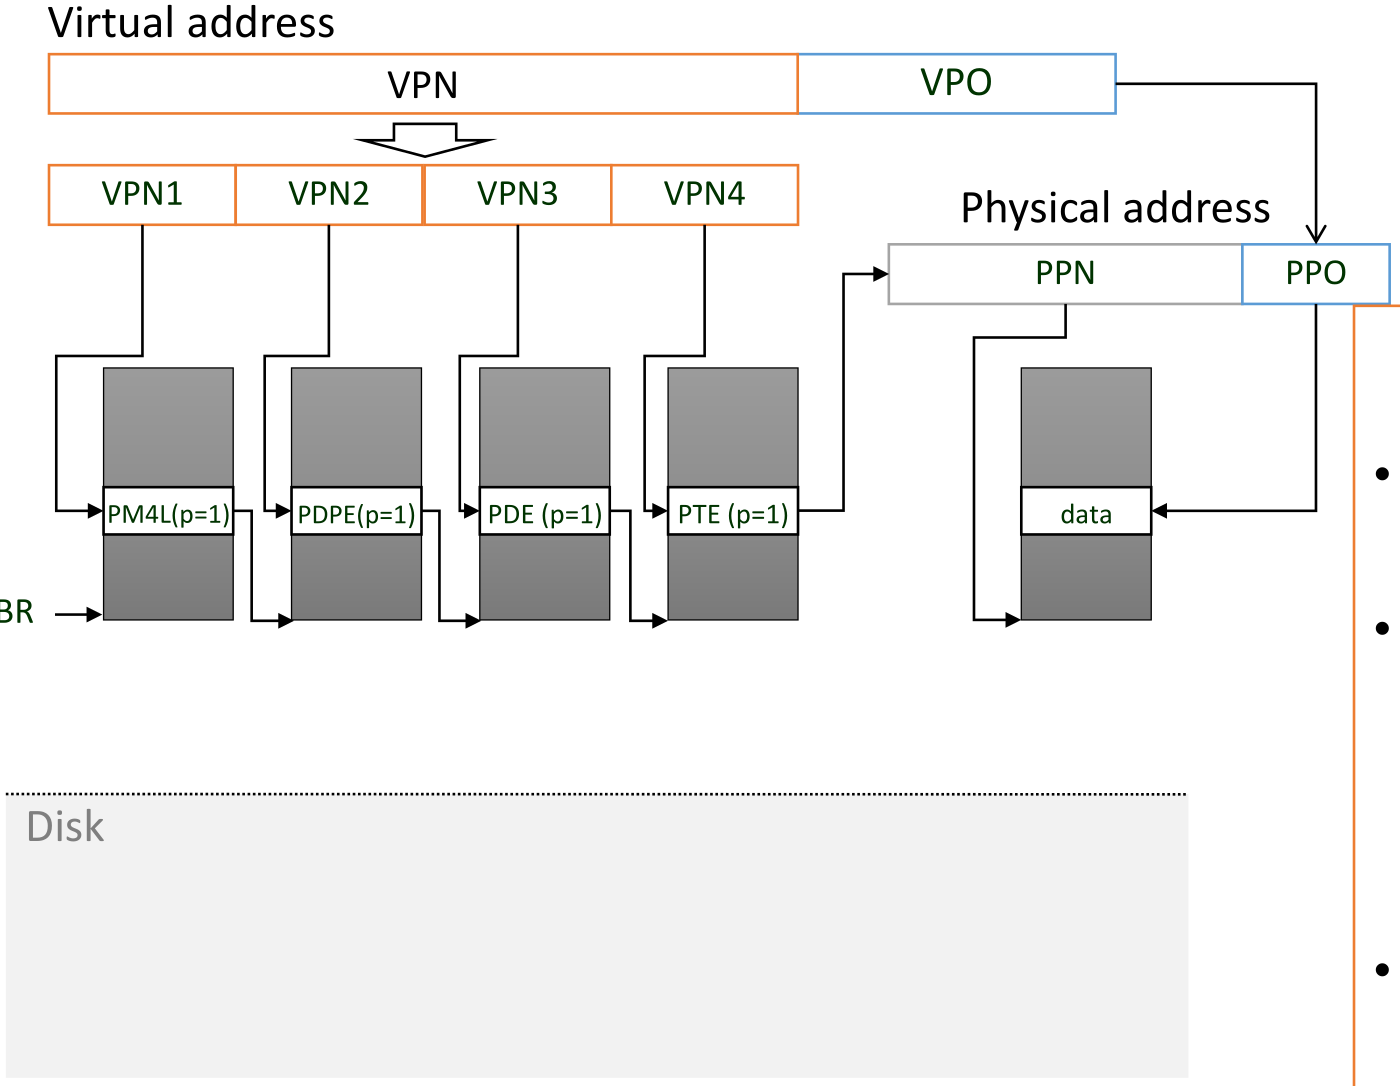 Virtual address
VPN VPO
VPN1 VPN2 VPN3 VPN4
Physical address
PPN PPO
PM4L(p=1) PDPE(p=1) PDE (p=1) PTE (p=1) data
BR
Disk